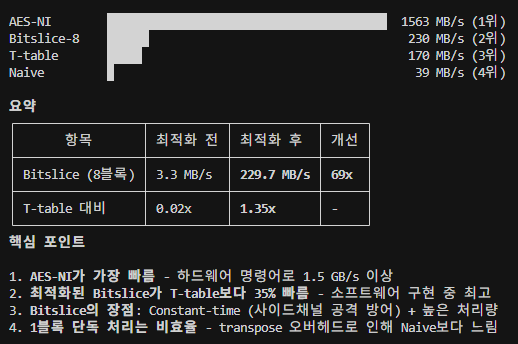 AES-NI 1563 MB/s (1위)
Bitslice-8 230 MB/s (2위)
T-table 170 MB/s (3위)
Naive 39 MB/s (4위)
요약
항목 최적화 전 최적화 후 개선
Bitslice (8블록) 3.3 MB/s 229.7 MB/s 69x
T-table 대비 0.02x 1.35x -
핵심 포인트
1. AES-NI가 가장 빠름 - 하드웨어 명령어로 1.5 GB/s 이상
2. 최적화된 Bitslice가 T-table보다 35% 빠름 - 소프트웨어 구현 중 최고
3. Bitslice의 장점: Constant-time (사이드채널 공격 방어) + 높은 처리량
4. 1블록 단독 처리는 비효율 - transpose 오버헤드로 인해 Naive보다 느림